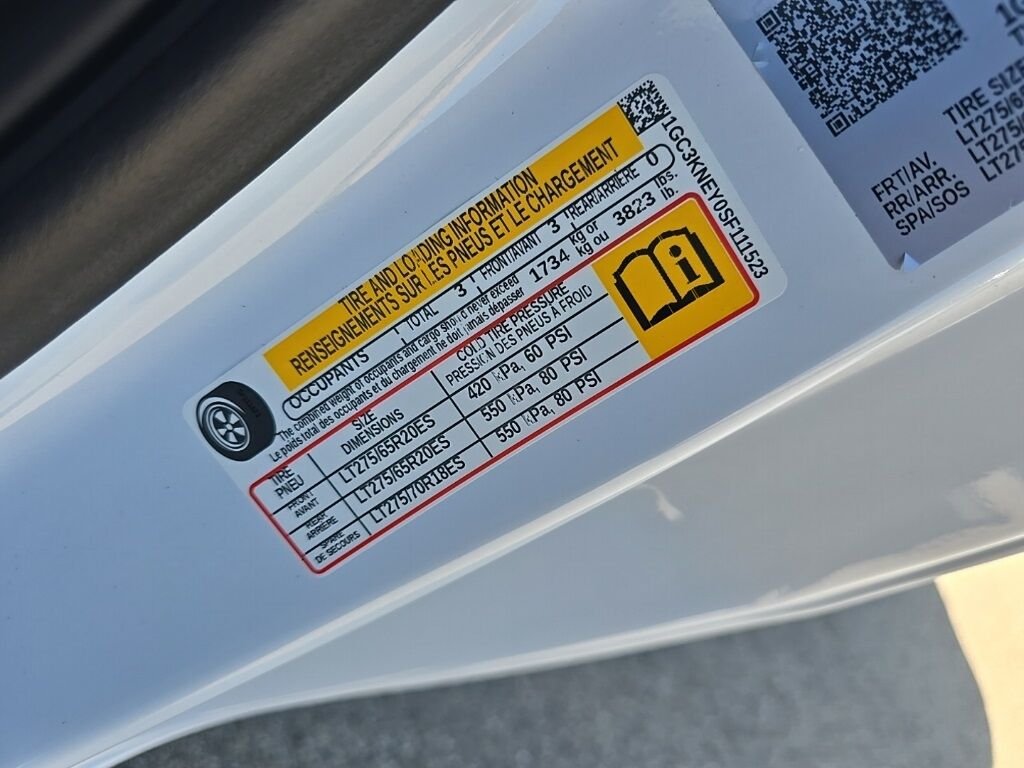 TIRE AND LOADING INFORMATION
RENSEIGNEMENTS SUR LES PNEUS ET LE CHARGEMENT
OCCUPANTS TOTAL 3 FRONT/AVANT 3 REAR/ARRIÈRE 0
The combined weight of occupants and cargo should never exceed 1734 kg or 3823 lbs.
Le poids total des occupants et du chargement ne doit jamais dépasser kg ou lb.
TIRE PNEU
SIZE DIMENSIONS
COLD TIRE PRESSURE
PRESSION DES PNEUS À FROID
FRONT AVANT LT275/65R20ES 420 kPa, 60 PSI
REAR ARRIÈRE LT275/65R20ES 550 kPa, 80 PSI
SPARE DE SECOURS LT275/70R18ES 550 kPa, 80 PSI
i
TIRE SIZE
FRT/AV.
RR/ARR.
SPA/SOS